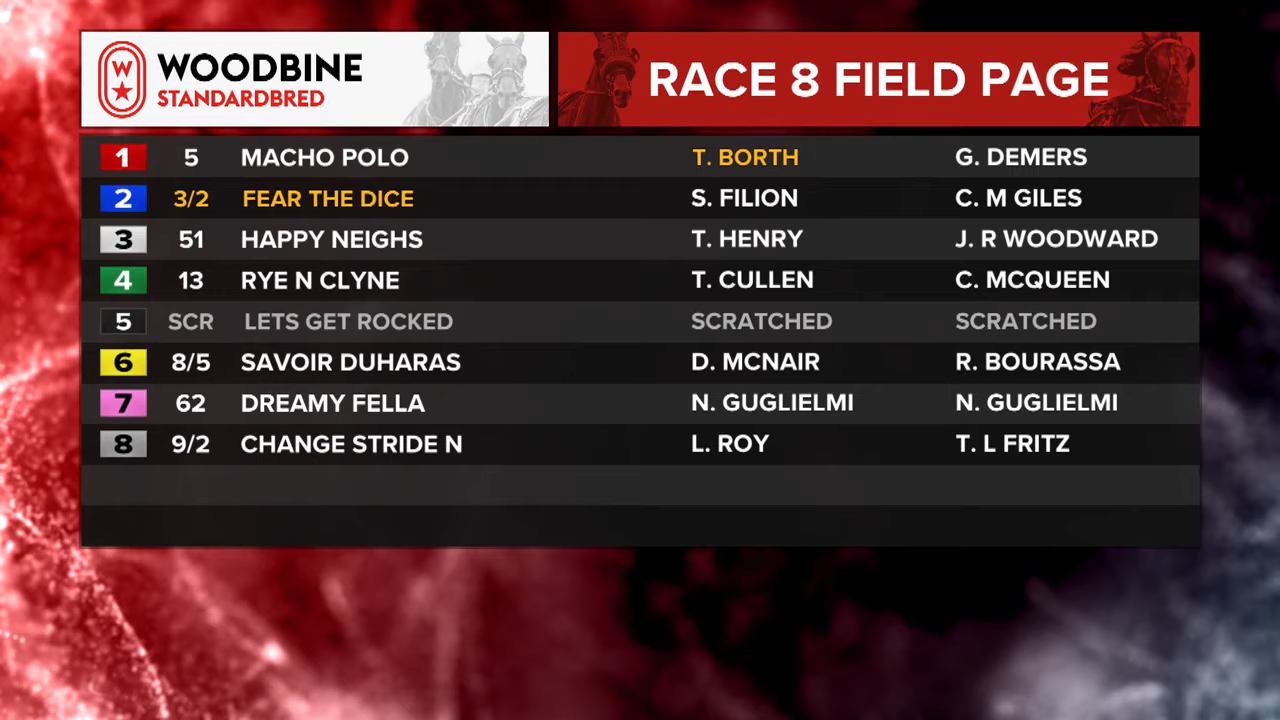 W
WOODBINE
STANDARDBRED
RACE 8 FIELD PAGE
1 5 MACHO POLO T. BORTH G. DEMERS
2 3/2 FEAR THE DICE S. FILION C. M GILES
3 51 HAPPY NEIGHS T. HENRY J. R WOODWARD
4 13 RYE N CLYNE T. CULLEN C. MCQUEEN
5 SCR LETS GET ROCKED SCRATCHED SCRATCHED
6 8/5 SAVOIR DUHARAS D. MCNAIR R. BOURASSA
7 62 DREAMY FELLA N. GUGLIELMI N. GUGLIELMI
8 9/2 CHANGE STRIDE N L. ROY T. L FRITZ